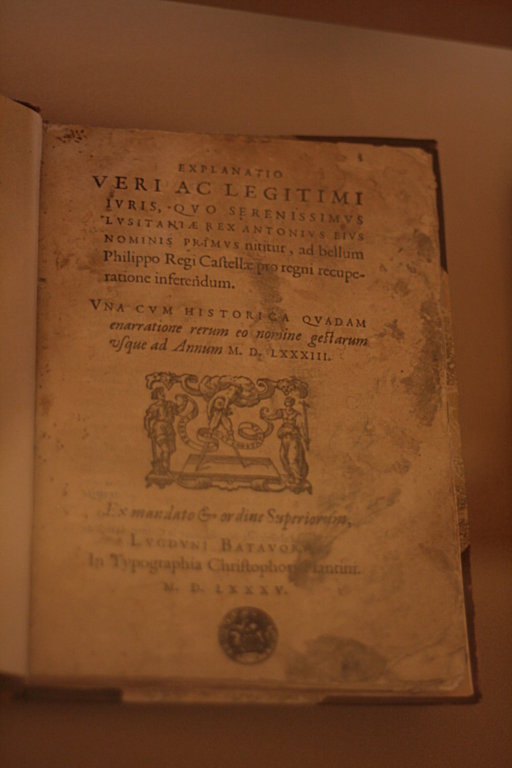 EXPLANATIO
VERI AC LEGITIMI
IVRIS, QVO SERENISSIMVS
LVSITANIÆ REX ANTONIVS EIVS
NOMINIS PRIMVS nititur, ad bellum
Philippo Regi Caſtellæ pro regni recupe-
ratione inferendum.
VNA CVM HISTORICA QVADAM
enarratione rerum eo nomine geſtarum
vſque ad Annum M. D. LXXXIII.
Ex mandato & ordine Superiorum,
LVGDVNI BATAVOR
In Typographia Christophori Plantini.
M. D. LXXXV.